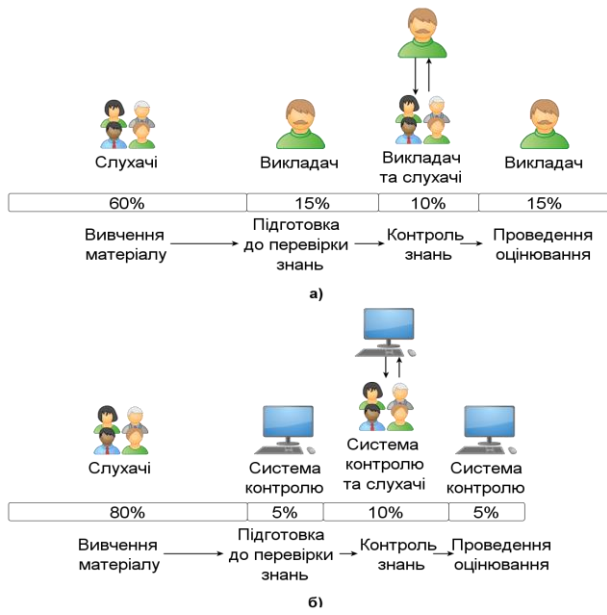 Слухачі
Викладач
Викладач
та слухачі
Викладач
60%
15%
10%
15%
Вивчення
матеріалу
Підготовка
до перевірки
знань
Контроль
знань
Проведення
оцінювання
а)
Слухачі
Система
контролю
Система
контролю
та слухачі
Система
контролю
80%
5%
10%
5%
Вивчення
матеріалу
Підготовка
до перевірки
знань
Контроль
знань
Проведення
оцінювання
б)